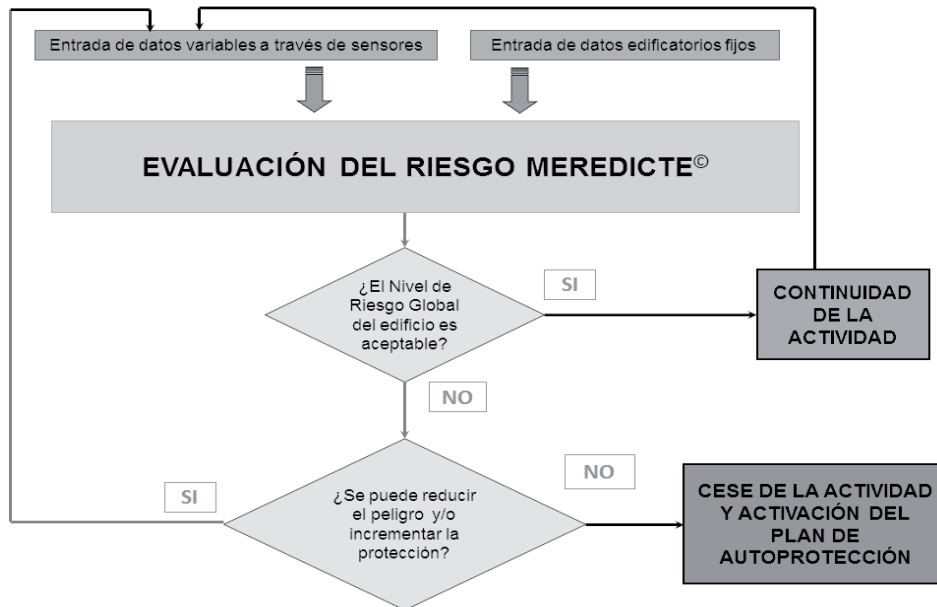 Entrada de datos variables a través de sensores
Entrada de datos edificatorios fijos
EVALUACIÓN DEL RIESGO MEREDICTE©
¿El Nivel de
Riesgo Global
del edificio es
aceptable?
SI
CONTINUIDAD
DE LA
ACTIVIDAD
NO
¿Se puede reducir
el peligro y/o
incrementar la
protección?
SI
NO
CESE DE LA ACTIVIDAD
Y ACTIVACIÓN DEL
PLAN DE
AUTOPROTECCIÓN